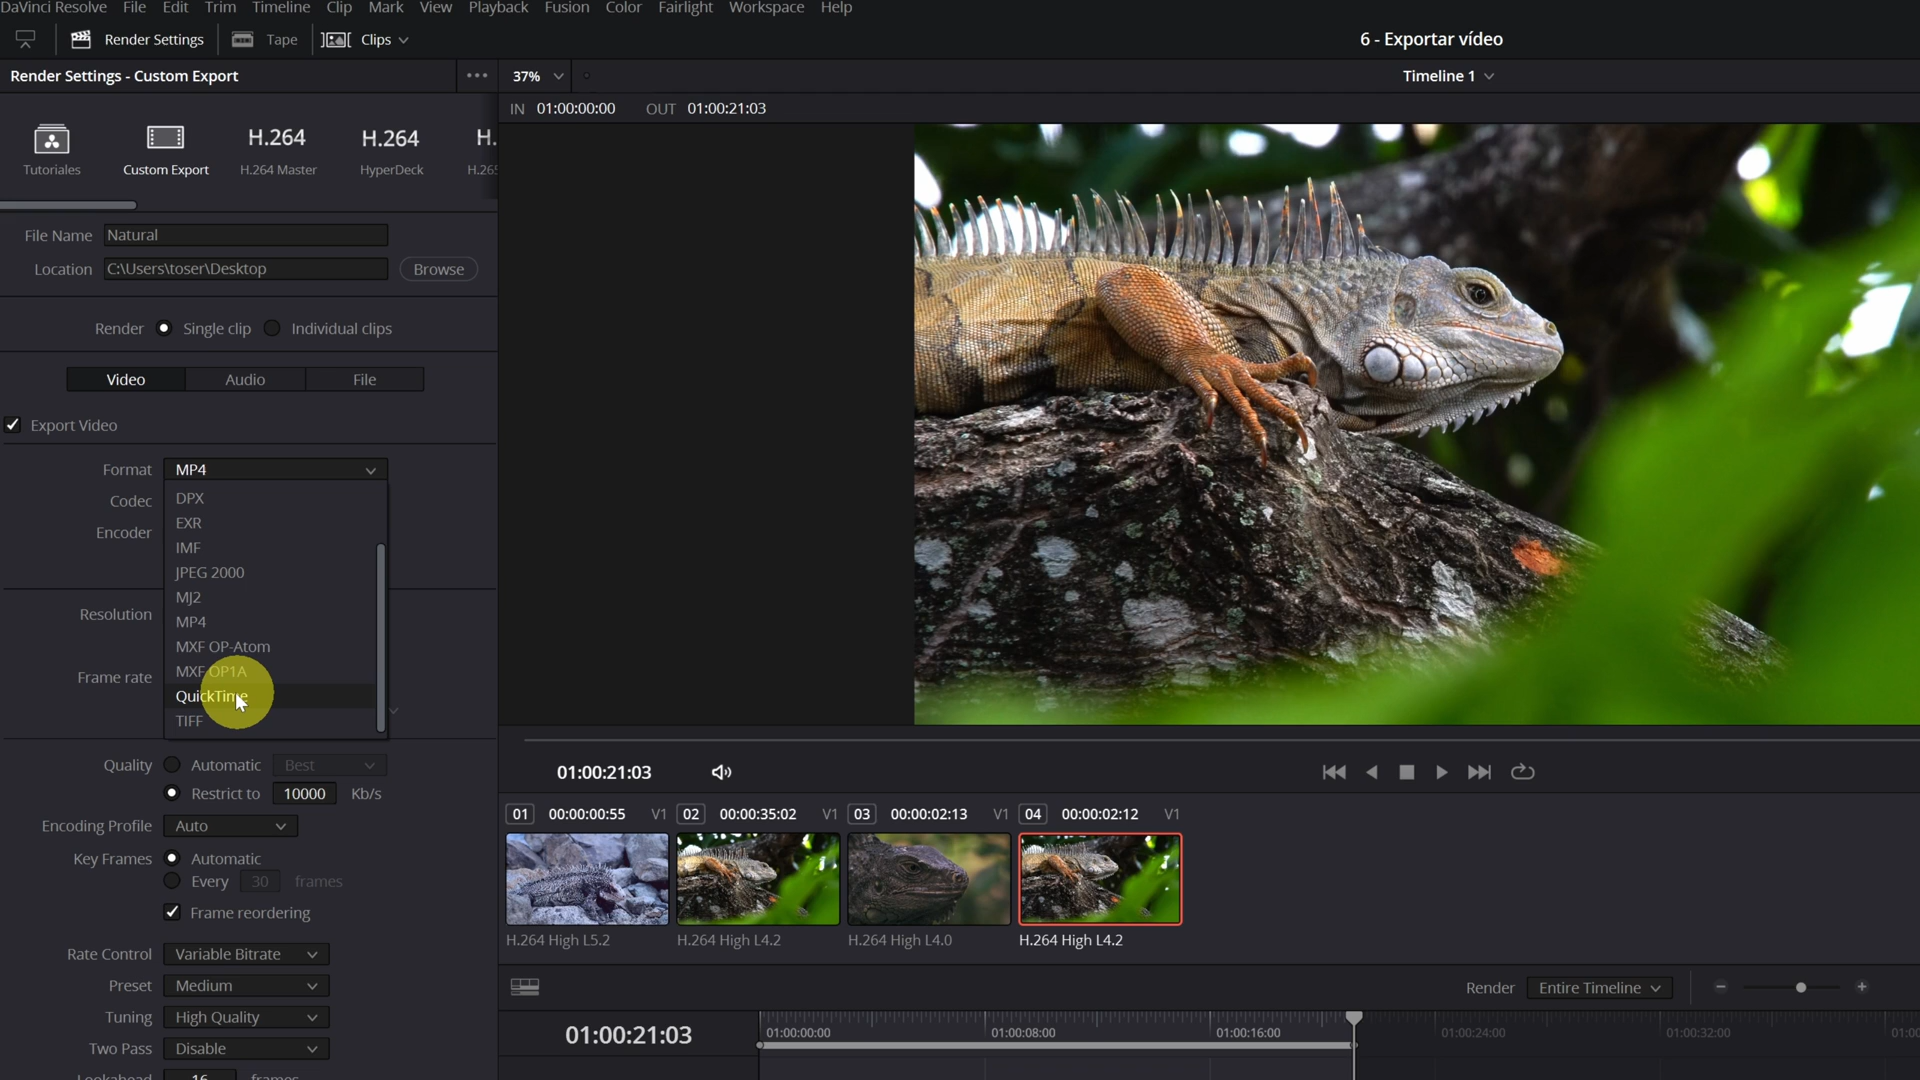 DaVinci Resolve File Edit Trim Timeline Clip Mark View Playback Fusion Color Fairlight Workspace Help
Render Settings Tape Clips
6 - Exportar vídeo
Render Settings - Custom Export
37%
Timeline 1
IN 01:00:00:00 OUT 01:00:21:03
H.264 H.264 H.
Tutoriales Custom Export H.264 Master HyperDeck H.265
File Name Natural
Location C:\Users\toser\Desktop Browse
Render Single clip Individual clips
Video Audio File
Export Video
Format MP4
Codec
Encoder
DPX
EXR
IMF
JPEG 2000
MJ2
MP4
MXF OP-Atom
MXF OP1A
QuickTime
TIFF
Resolution
Frame rate
Quality Automatic Best
Restrict to 10000 Kb/s
Encoding Profile Auto
Key Frames Automatic
Every 30 frames
Frame reordering
Rate Control Variable Bitrate
Preset Medium
Tuning High Quality
Two Pass Disable
Lookahead 16 frames
01:00:21:03
01 00:00:00:55 V1 02 00:00:35:02 V1 03 00:00:02:13 V1 04 00:00:02:12 V1
H.264 High L5.2 H.264 High L4.2 H.264 High L4.0 H.264 High L4.2
Render Entire Timeline
01:00:21:03
01:00:00:00 01:00:08:00 01:00:16:00 01:00:24:00 01:00:32:00